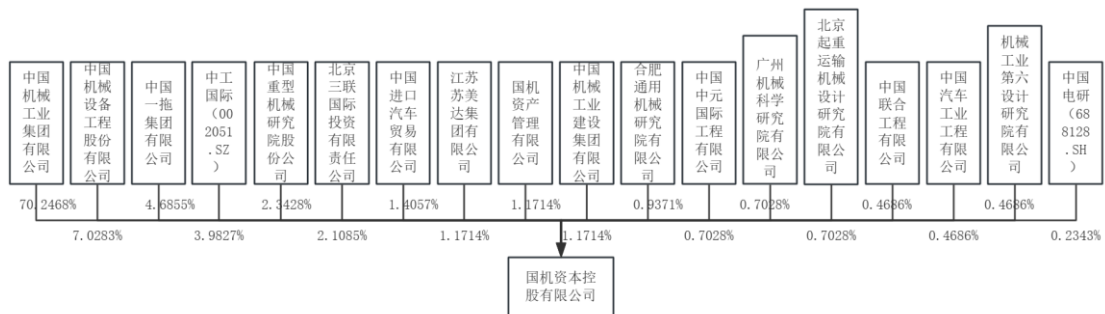 中国
机械
工业
集团
有限
公司
中国
机械
设备
工程
股份
有限
公司
中国
一拖
集团
有限
公司
中工
国际
（00
2051
.SZ
）
中国
重型
机械
研究
院股
份公
司
北京
三联
国际
投资
有限
责任
公司
中国
进口
汽车
贸易
有限
公司
江苏
苏美
达集
团有
限公
司
国机
资产
管理
有限
公司
中国
机械
工业
建设
集团
有限
公司
合肥
通用
机械
研究
院有
限公
司
中国
中元
国际
工程
有限
公司
广州
机械
科学
研究
院有
限公
司
北京
起重
运输
机械
设计
研究
院有
限公
司
中国
联合
工程
有限
公司
中国
汽车
工业
工程
有限
公司
机械
工业
第六
设计
研究
院有
限公
司
中国
电研
（68
8128
.SH
）
70.2468%
4.6855%
2.3428%
1.4057%
1.1714%
0.9371%
0.7028%
0.4686%
0.4686%
0.2343%
7.0283%
3.9827%
2.1085%
1.1714%
1.1714%
0.7028%
0.7028%
0.4686%
国机资本控
股有限公司